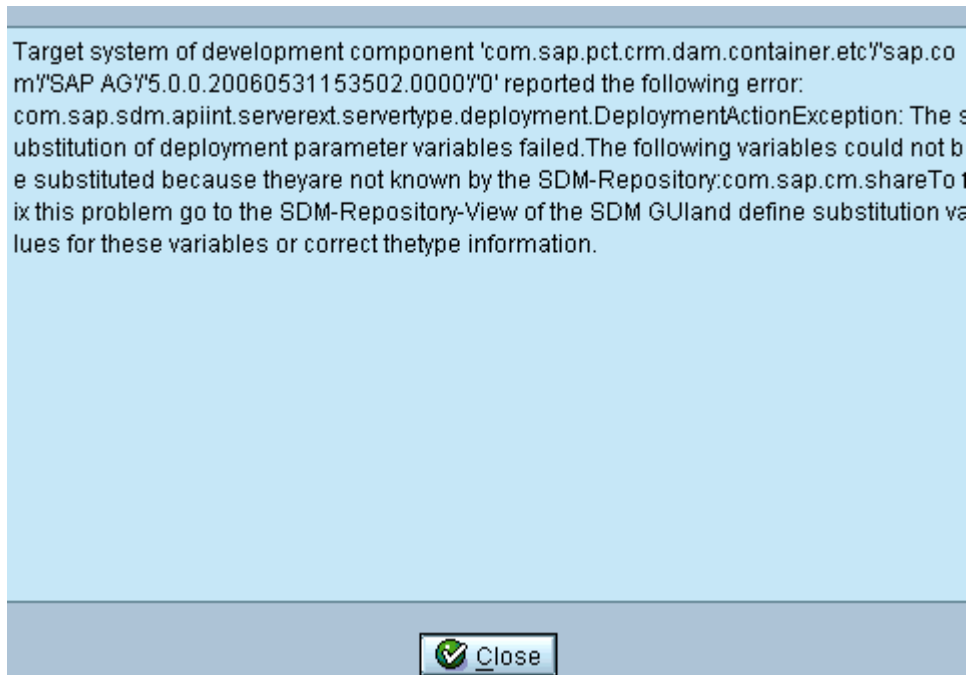 Target system of development component 'com.sap.pct.crm.dam.container.etc'/'sap.co
m'/'SAP AG'/'5.0.0.20060531153502.0000'/'0' reported the following error:
com.sap.sdm.apiint.serverext.servertype.deployment.DeploymentActionException: The s
ubstitution of deployment parameter variables failed.The following variables could not b
e substituted because theyare not known by the SDM-Repository:com.sap.cm.shareTo f
ix this problem go to the SDM-Repository-View of the SDM GUIand define substitution va
lues for these variables or correct thetype information.
Close